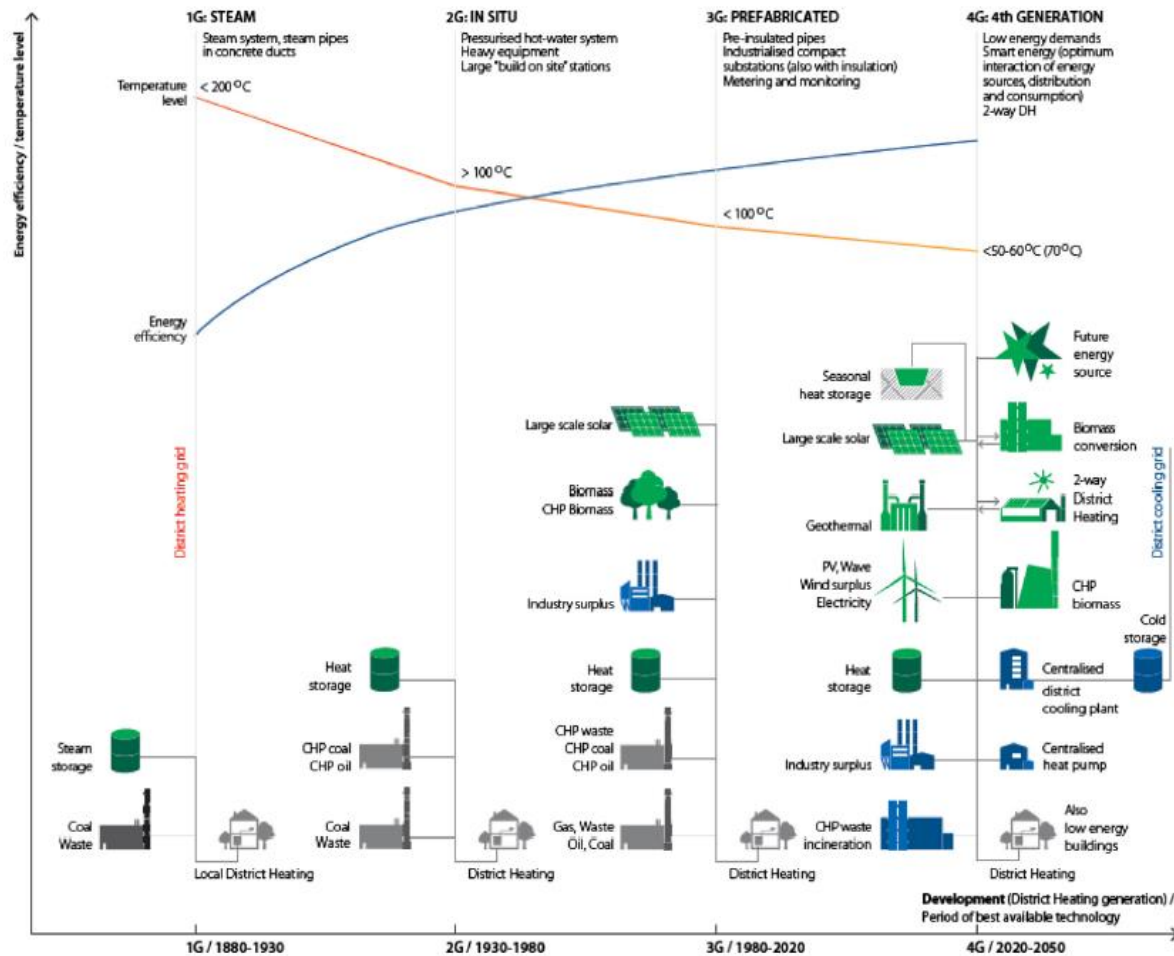 1G: STEAM
Steam system, steam pipes
in concrete ducts
2G: IN SITU
Pressurised hot-water system
Heavy equipment
Large "build on site" stations
3G: PREFABRICATED
Pre-insulated pipes
Industrialised compact
substations (also with insulation)
Metering and monitoring
4G: 4th GENERATION
Low energy demands
Smart energy (optimum
interaction of energy
sources, distribution
and consumption)
2-way DH
Energy efficiency / temperature level
Temperature
level
< 200 °C
> 100 °C
< 100 °C
<50-60°C (70°C)
Energy
efficiency
District heating grid
District cooling grid
Steam
storage
Coal
Waste
Local District Heating
Heat
storage
CHP coal
CHP oil
Coal
Waste
District Heating
Large scale solar
Biomass
CHP Biomass
Industry surplus
Heat
storage
CHP waste
CHP coal
CHP oil
Gas, Waste
Oil, Coal
District Heating
Seasonal
heat storage
Large scale solar
Geothermal
PV, Wave
Wind surplus
Electricity
Heat
storage
Industry surplus
CHP waste
incineration
Future
energy
source
Biomass
conversion
2-way
District
Heating
CHP
biomass
Cold
storage
Centralised
district
cooling plant
Centralised
heat pump
Also
low energy
buildings
District Heating
Development (District Heating generation) /
Period of best available technology
1G / 1880-1930
2G / 1930-1980
3G / 1980-2020
4G / 2020-2050